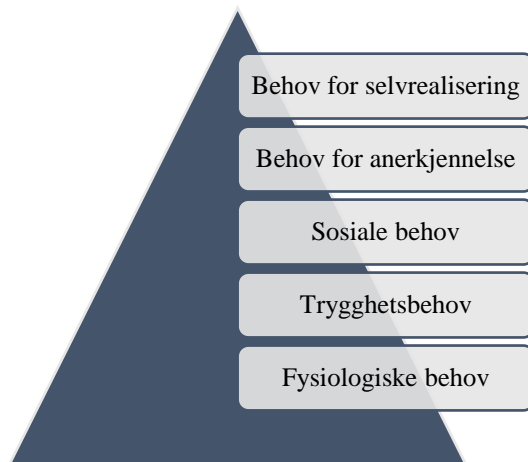 Behov for selvrealisering
Behov for anerkjennelse
Sosiale behov
Trygghetsbehov
Fysiologiske behov